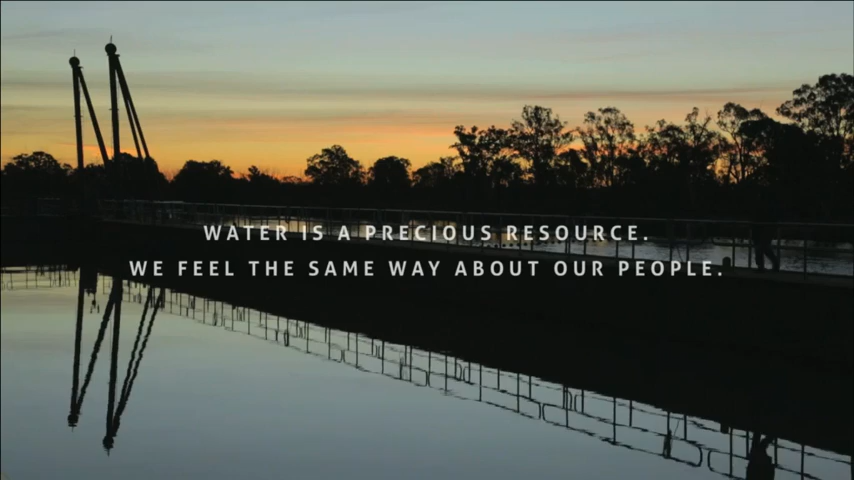 WATER IS A PRECIOUS RESOURCE.
WE FEEL THE SAME WAY ABOUT OUR PEOPLE.